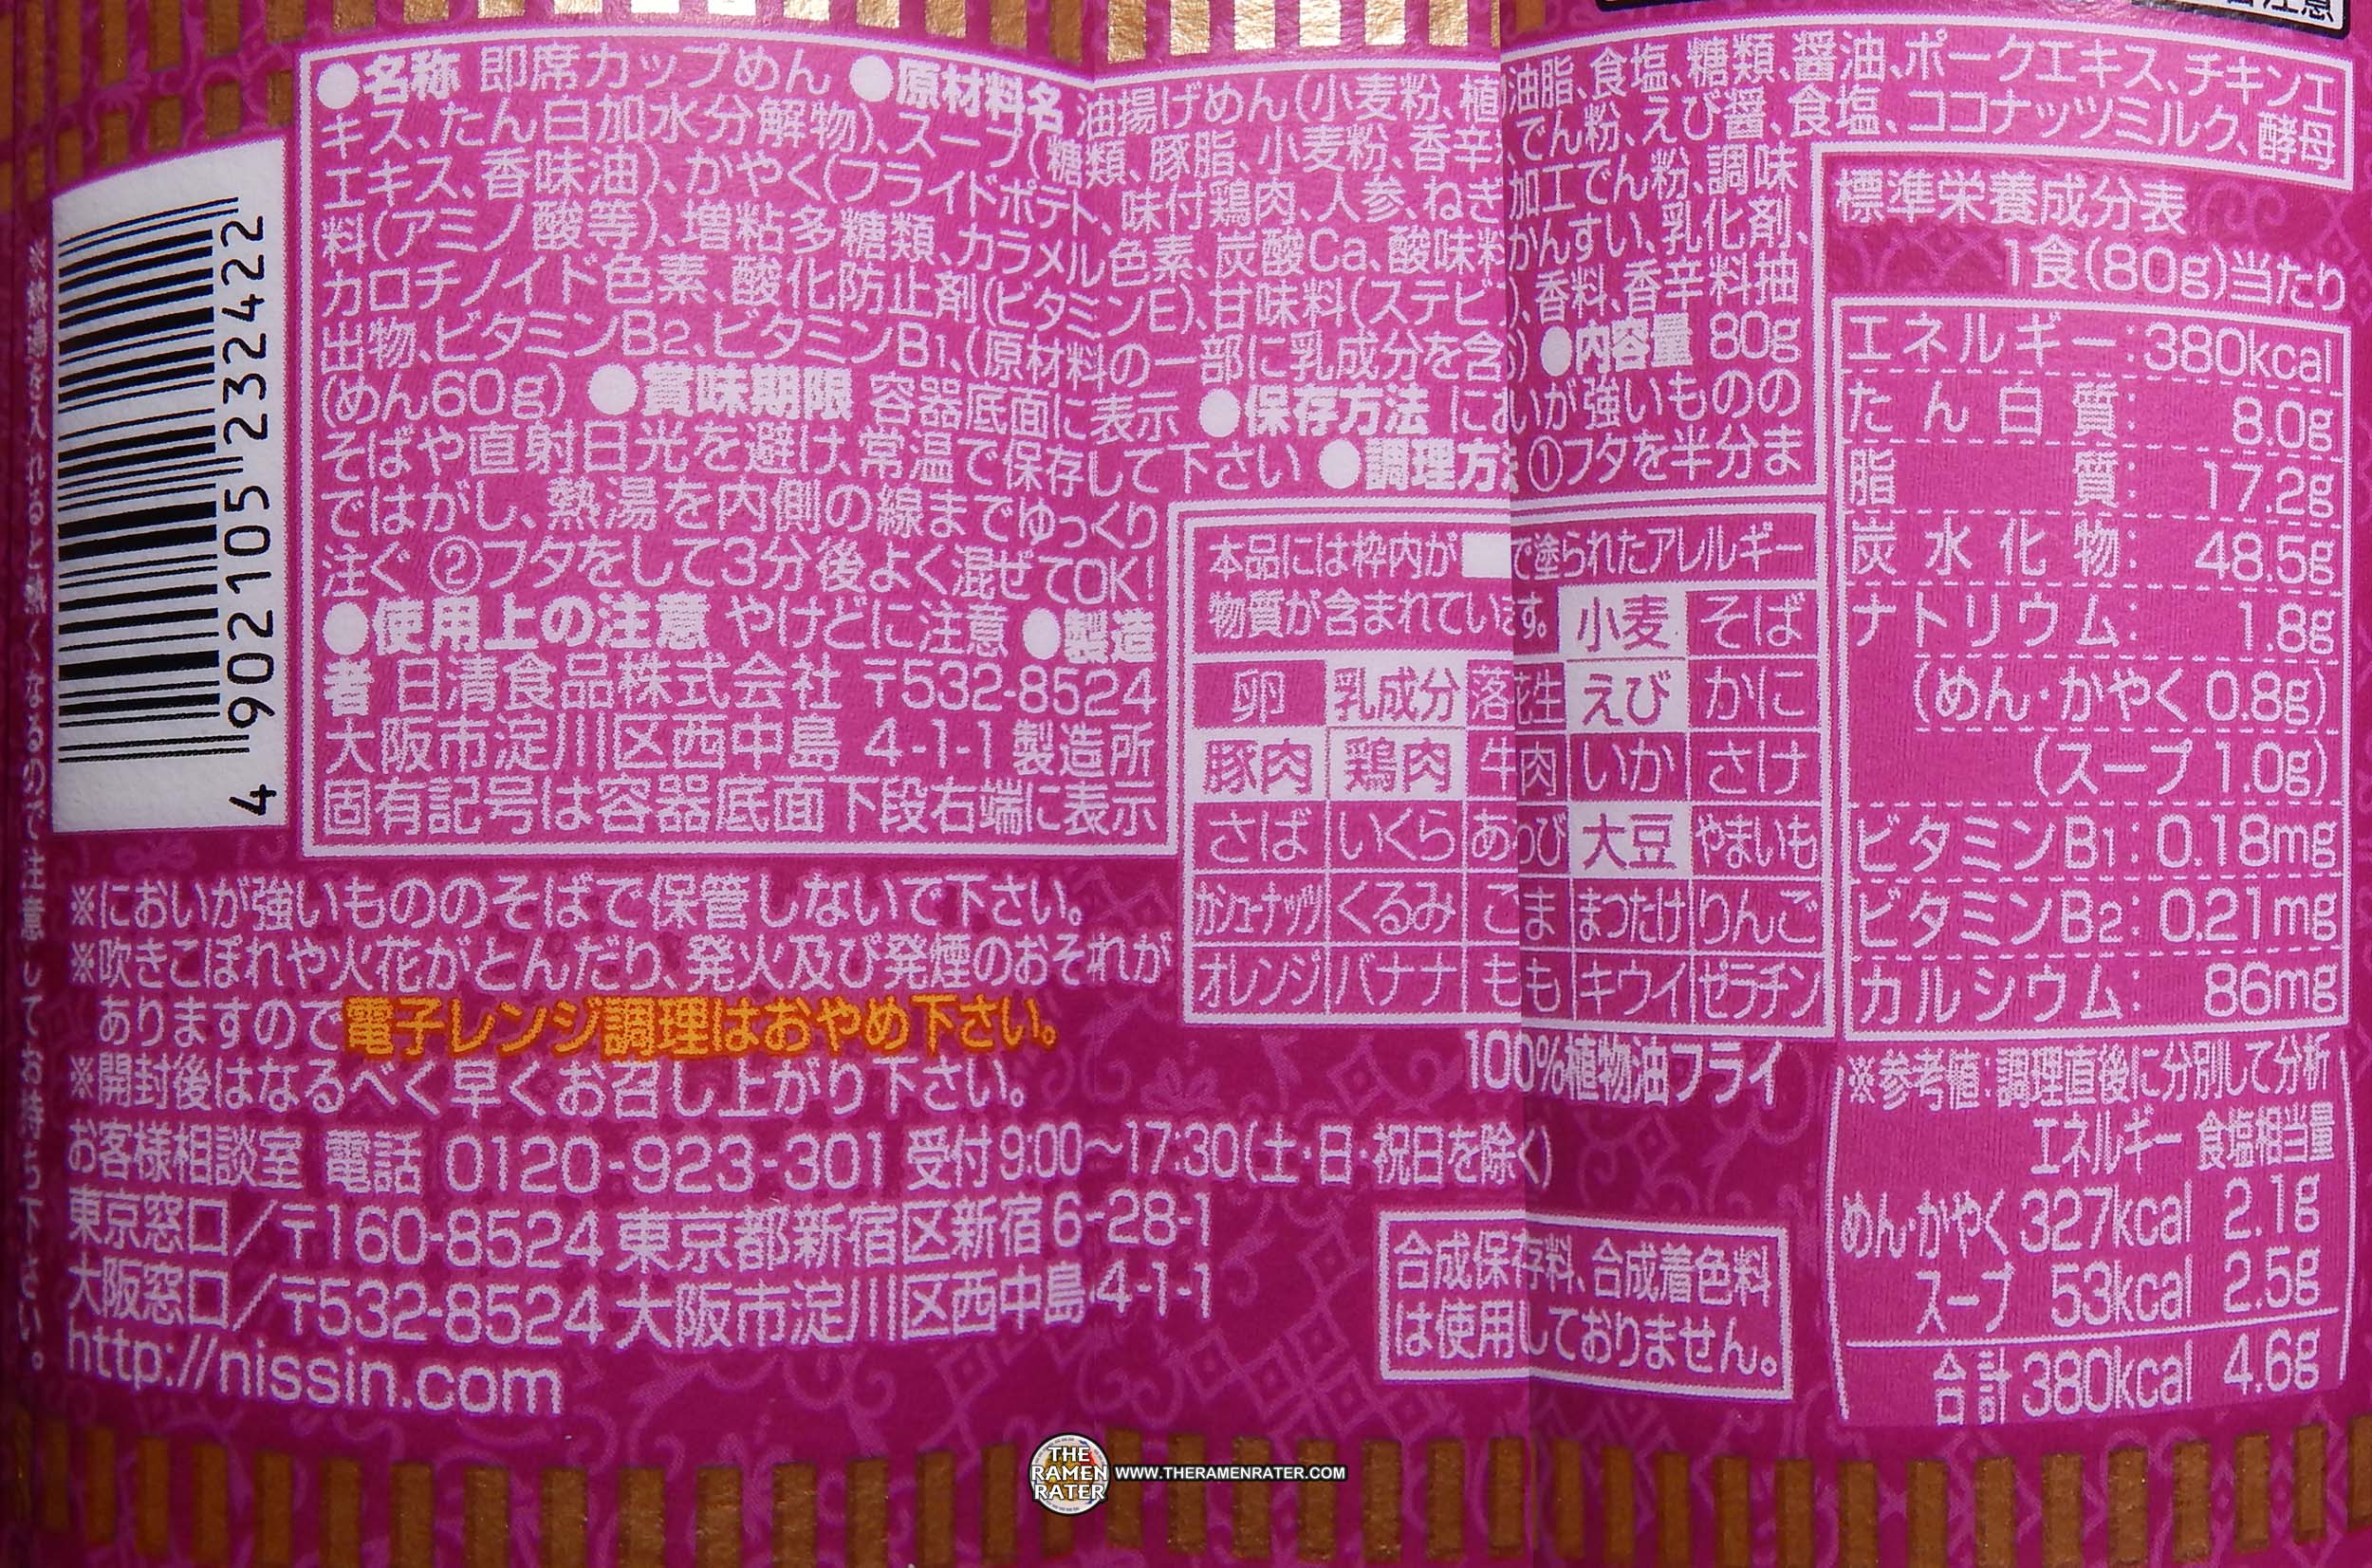 ●名称 即席カップめん ●原材料名 油揚げめん(小麦粉、植油脂、食塩、糖類、醤油、ポークエキス、チキンエ
キス、たん白加水分解物)、スープ(糖類、豚脂、小麦粉、香辛でん粉、えび醤、食塩、ココナッツミルク、酵母
エキス、香味油)、かやく(フライドポテト、味付鶏肉、人参、ねぎ加工でん粉、調味
料(アミノ酸等)、増粘多糖類、カラメル色素、炭酸Ca、酸味料かんすい、乳化剤、
カロチノイド色素、酸化防止剤(ビタミンE)、甘味料(ステビ)、香料、香辛料抽
出物、ビタミンB2、ビタミンB1、(原材料の一部に乳成分を含) ●内容量 80g
(めん60g) ●賞味期限 容器底面に表示 ●保存方法 においが強いものの
そばや直射日光を避け、常温で保存して下さい ●調理方法 ①フタを半分ま
ではがし、熱湯を内側の線までゆっくり
注ぐ ②フタをして3分後よく混ぜてOK!
●使用上の注意 やけどに注意 ●製造
者 日清食品株式会社 〒532-8524
大阪市淀川区西中島 4-1-1 製造所
固有記号は容器底面下段右端に表示
4 902105 232422
本品には枠内が で塗られたアレルギー
物質が含まれています。 小麦 そば
卵 乳成分 落花生 えび かに
豚肉 鶏肉 牛肉 いか さけ
さば いくら あわび 大豆 やまいも
カシューナッツ くるみ ごま まつたけ りんご
オレンジ バナナ もも キウイ ゼラチン
100%植物油フライ
標準栄養成分表
1食(80g)当たり
エネルギー:380kcal
たん白質: 8.0g
脂質: 17.2g
炭水化物: 48.5g
ナトリウム: 1.8g
(めん・かやく 0.8g)
(スープ 1.0g)
ビタミンB1: 0.18mg
ビタミンB2: 0.21mg
カルシウム: 86mg
※参考値:調理直後に分別して分析
エネルギー 食塩相当量
めん・かやく 327kcal 2.1g
スープ 53kcal 2.5g
合計 380kcal 4.6g
※においが強いもののそばで保管しないで下さい。
※吹きこぼれや火花がとんだり、発火及び発煙のおそれが
ありますので電子レンジ調理はおやめ下さい。
※開封後はなるべく早くお召し上がり下さい。
お客様相談室 電話 0120-923-301 受付9:00〜17:30(土・日・祝日を除く)
東京窓口/〒160-8524 東京都新宿区新宿6-28-1
大阪窓口/〒532-8524 大阪市淀川区西中島4-1-1
http://nissin.com
合成保存料、合成着色料
は使用しておりません。
THE RAMEN RATER
WWW.THERAMENRATER.COM